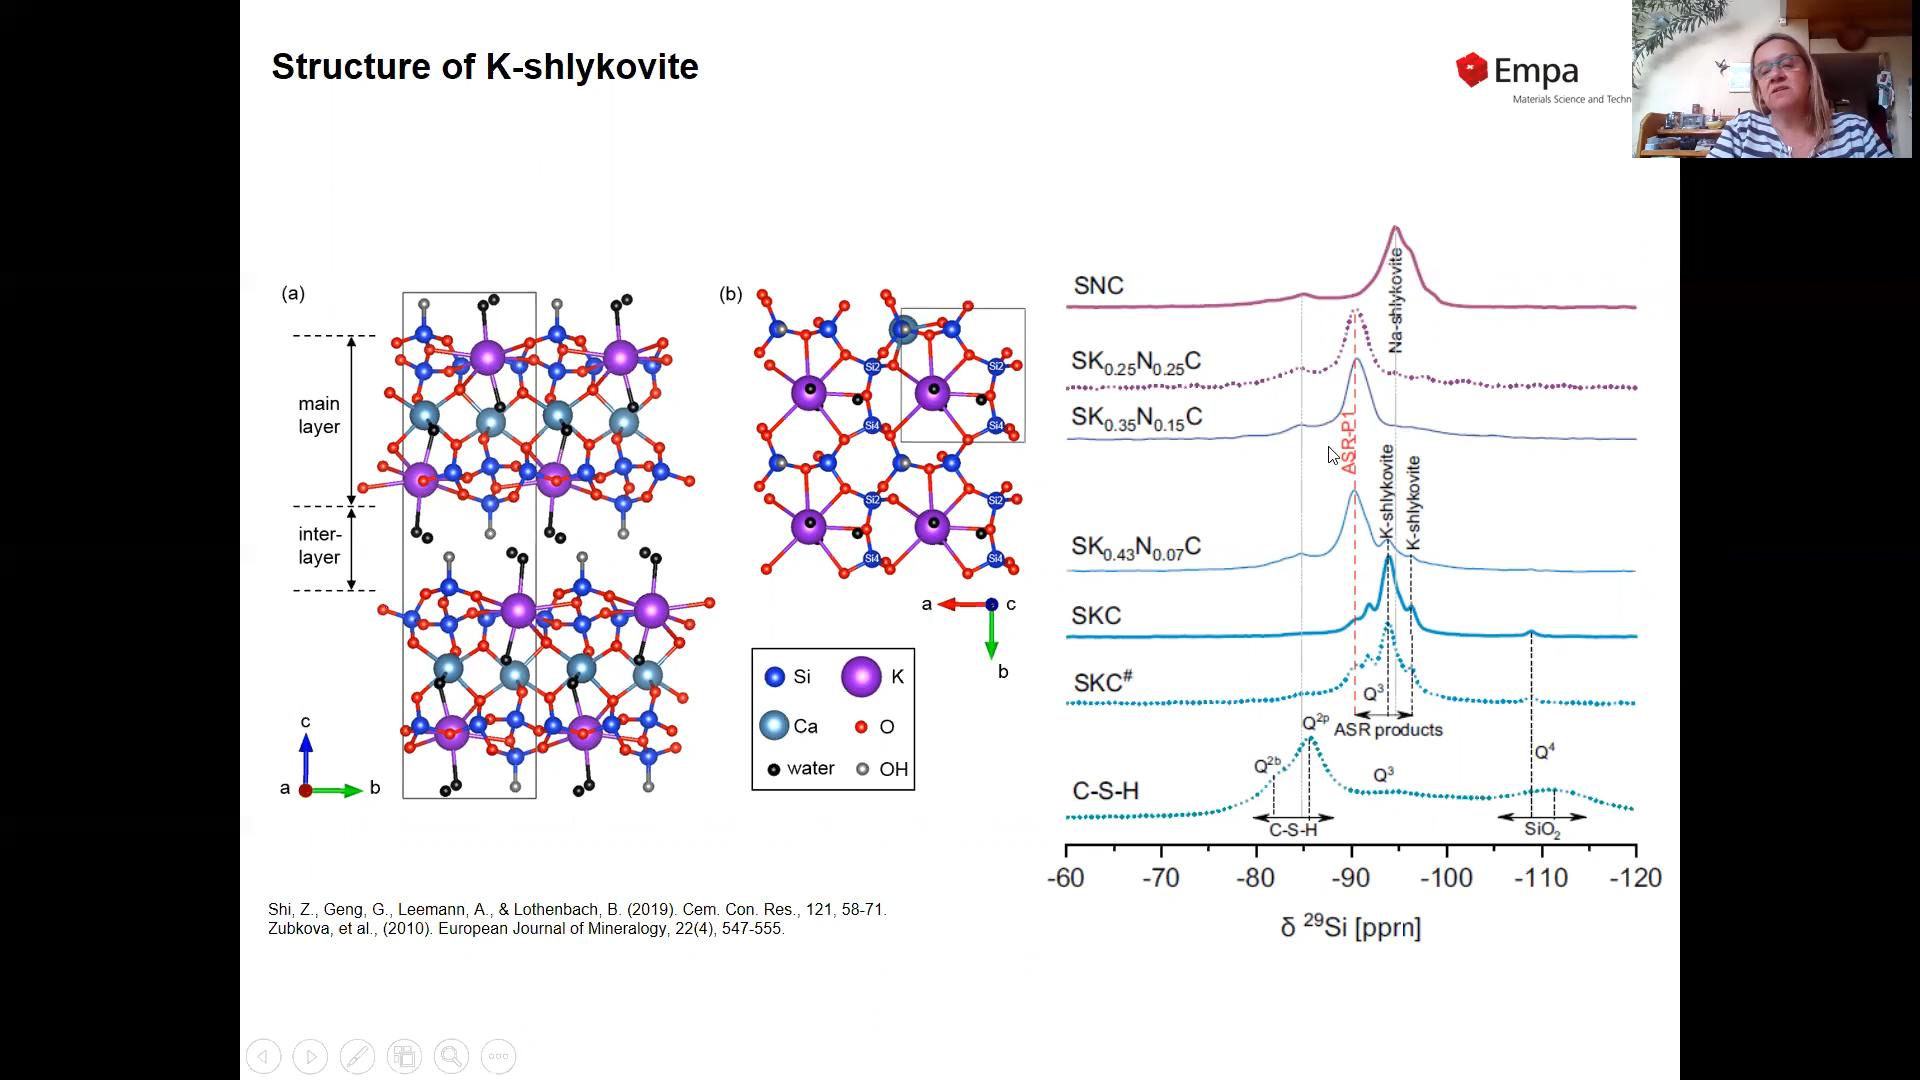 Structure of K-shlykovite
Empa
Materials Science and Techn
(a)
main
layer
inter-
layer
c
a
b
(b)
Si2
Si2
Si4
Si4
Si2
Si2
Si4
Si4
a
c
b
Si
K
Ca
O
water
OH
SNC
Na-shlykovite
SK0.25N0.25C
SK0.35N0.15C
ASR-P1
K-shlykovite
K-shlykovite
SK0.43N0.07C
SKC
SKC#
Q3
ASR products
Q2p
Q2b
Q3
Q4
C-S-H
C-S-H
SiO2
-60 -70 -80 -90 -100 -110 -120
δ 29Si [pprn]
Shi, Z., Geng, G., Leemann, A., & Lothenbach, B. (2019). Cem. Con. Res., 121, 58-71.
Zubkova, et al., (2010). European Journal of Mineralogy, 22(4), 547-555.